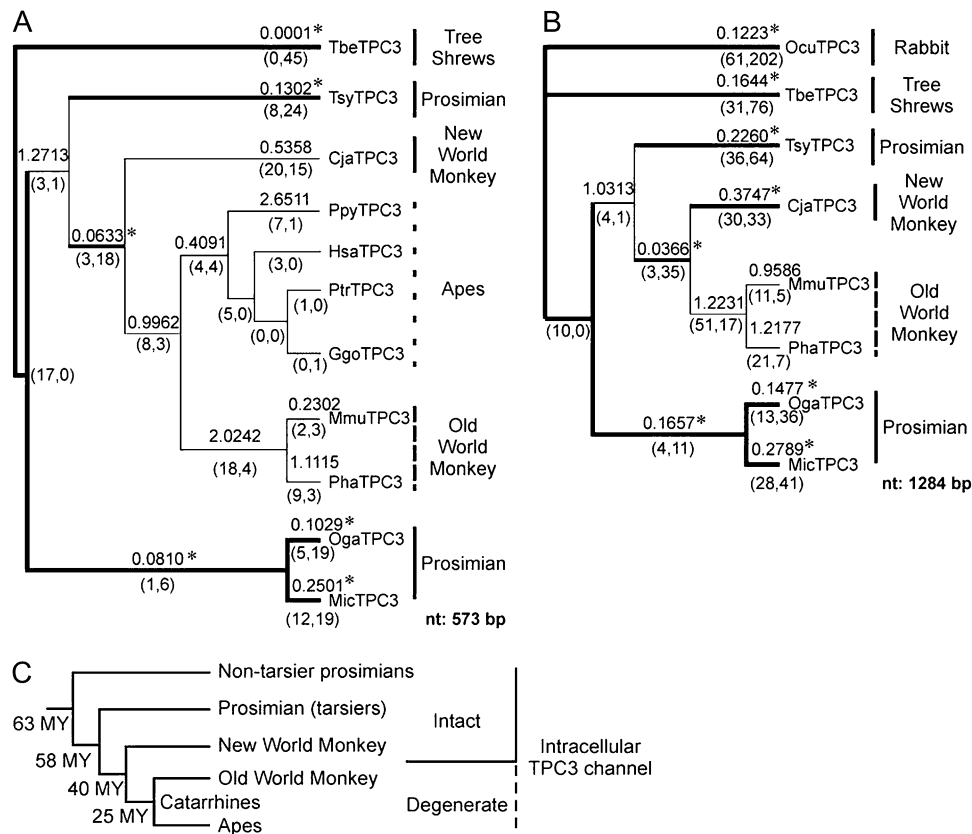 A
0.0001*
TbeTPC3
(0,45)
Tree
Shrews
0.1302*
TsyTPC3
(8,24)
Prosimian
1.2713
(3,1)
0.5358
CjaTPC3
(20,15)
New
World
Monkey
0.0633*
(3,18)
2.6511
PpyTPC3
(7,1)
0.4091
(4,4)
HsaTPC3
(3,0)
PtrTPC3
(1,0)
Apes
(5,0)
(0,0)
0.9962
(8,3)
GgoTPC3
(0,1)
(17,0)
0.2302
MmuTPC3
(2,3)
2.0242
(18,4)
1.1115
PhaTPC3
(9,3)
Old
World
Monkey
0.1029*
OgaTPC3
(5,19)
0.0810*
(1,6)
Prosimian
0.2501*
MicTPC3
(12,19)
nt: 573 bp
B
0.1223*
OcuTPC3
(61,202)
Rabbit
0.1644*
TbeTPC3
(31,76)
Tree
Shrews
0.2260*
TsyTPC3
(36,64)
Prosimian
1.0313
(4,1)
0.3747*
CjaTPC3
(30,33)
New
World
Monkey
0.0366*
(3,35)
0.9586
MmuTPC3
(11,5)
1.2231
(51,17)
1.2177
PhaTPC3
(21,7)
Old
World
Monkey
(10,0)
0.1477*
OgaTPC3
(13,36)
0.1657*
(4,11)
Prosimian
0.2789*
MicTPC3
(28,41)
nt: 1284 bp
C
Non-tarsier prosimians
63 MY
Prosimian (tarsiers)
Intact
58 MY
New World Monkey
Intracellular
TPC3 channel
40 MY
Old World Monkey
Catarrhines
Degenerate
25 MY
Apes